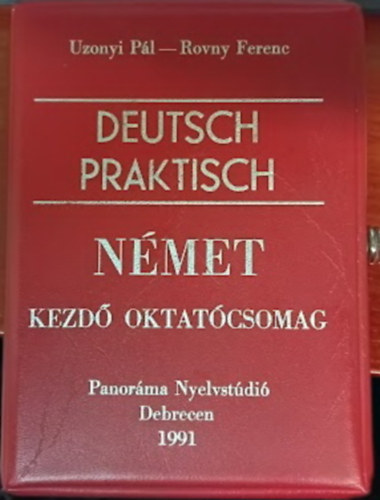 Uzonyi Pál — Rovny Ferenc
DEUTSCH
PRAKTISCH
NÉMET
KEZDŐ OKTATÓCSOMAG
Panoráma Nyelvstúdió
Debrecen
1991